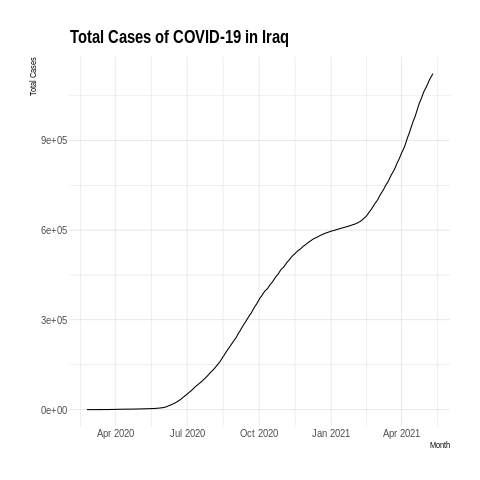 Total Cases of COVID-19 in Iraq
Total Cases
9e+05
6e+05
3e+05
0e+00
Apr 2020 Jul 2020 Oct 2020 Jan 2021 Apr 2021
Month